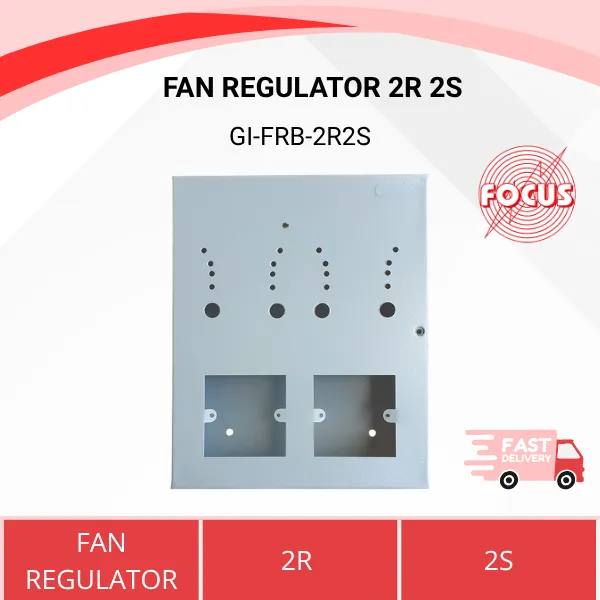 FAN REGULATOR 2R 2S
GI-FRB-2R2S
FOCUS
FAST
DELIVERY
FAN
REGULATOR
2R
2S